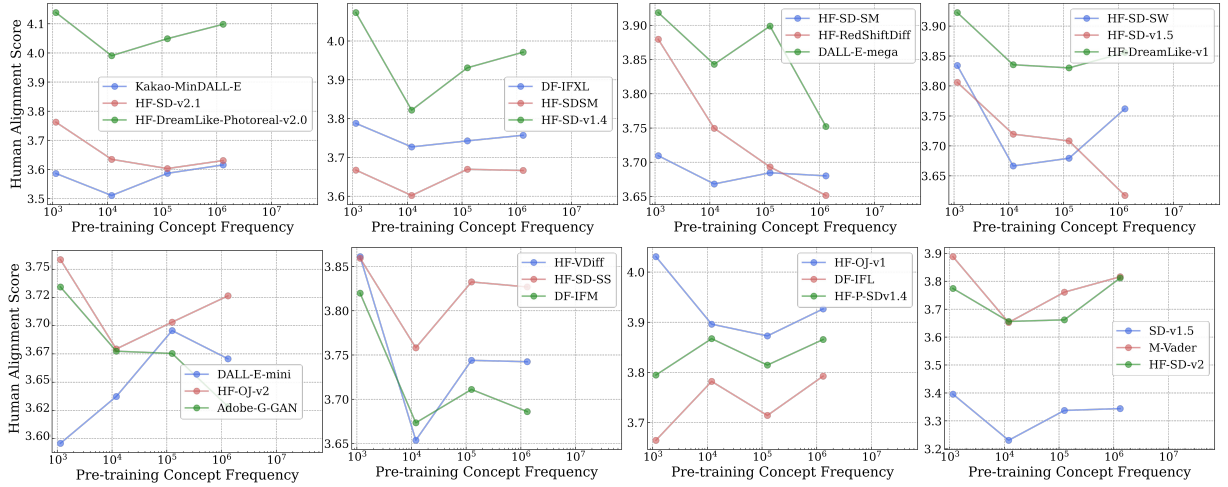 Human Alignment Score
4.1
4.0
3.9
3.8
3.7
3.6
3.5
Kakao-MinDALL-E
HF-SD-v2.1
HF-DreamLike-Photoreal-v2.0
10³ 10⁴ 10⁵ 10⁶ 10⁷
Pre-training Concept Frequency
4.0
3.9
3.8
3.7
3.6
DF-IFXL
HF-SDSM
HF-SD-v1.4
10³ 10⁴ 10⁵ 10⁶ 10⁷
Pre-training Concept Frequency
3.90
3.85
3.80
3.75
3.70
3.65
HF-SD-SM
HF-RedShiftDiff
DALL-E-mega
10³ 10⁴ 10⁵ 10⁶ 10⁷
Pre-training Concept Frequency
3.90
3.85
3.80
3.75
3.70
3.65
HF-SD-SW
HF-SD-v1.5
HF-DreamLike-v1
10³ 10⁴ 10⁵ 10⁶ 10⁷
Pre-training Concept Frequency
Human Alignment Score
3.75
3.72
3.70
3.67
3.65
3.62
3.60
DALL-E-mini
HF-OJ-v2
Adobe-G-GAN
10³ 10⁴ 10⁵ 10⁶ 10⁷
Pre-training Concept Frequency
3.85
3.80
3.75
3.70
3.65
HF-VDiff
HF-SD-SS
DF-IFM
10³ 10⁴ 10⁵ 10⁶ 10⁷
Pre-training Concept Frequency
4.0
3.9
3.8
3.7
HF-OJ-v1
DF-IFL
HF-P-SDv1.4
10³ 10⁴ 10⁵ 10⁶ 10⁷
Pre-training Concept Frequency
3.9
3.8
3.7
3.6
3.5
3.4
3.3
3.2
SD-v1.5
M-Vader
HF-SD-v2
10³ 10⁴ 10⁵ 10⁶ 10⁷
Pre-training Concept Frequency